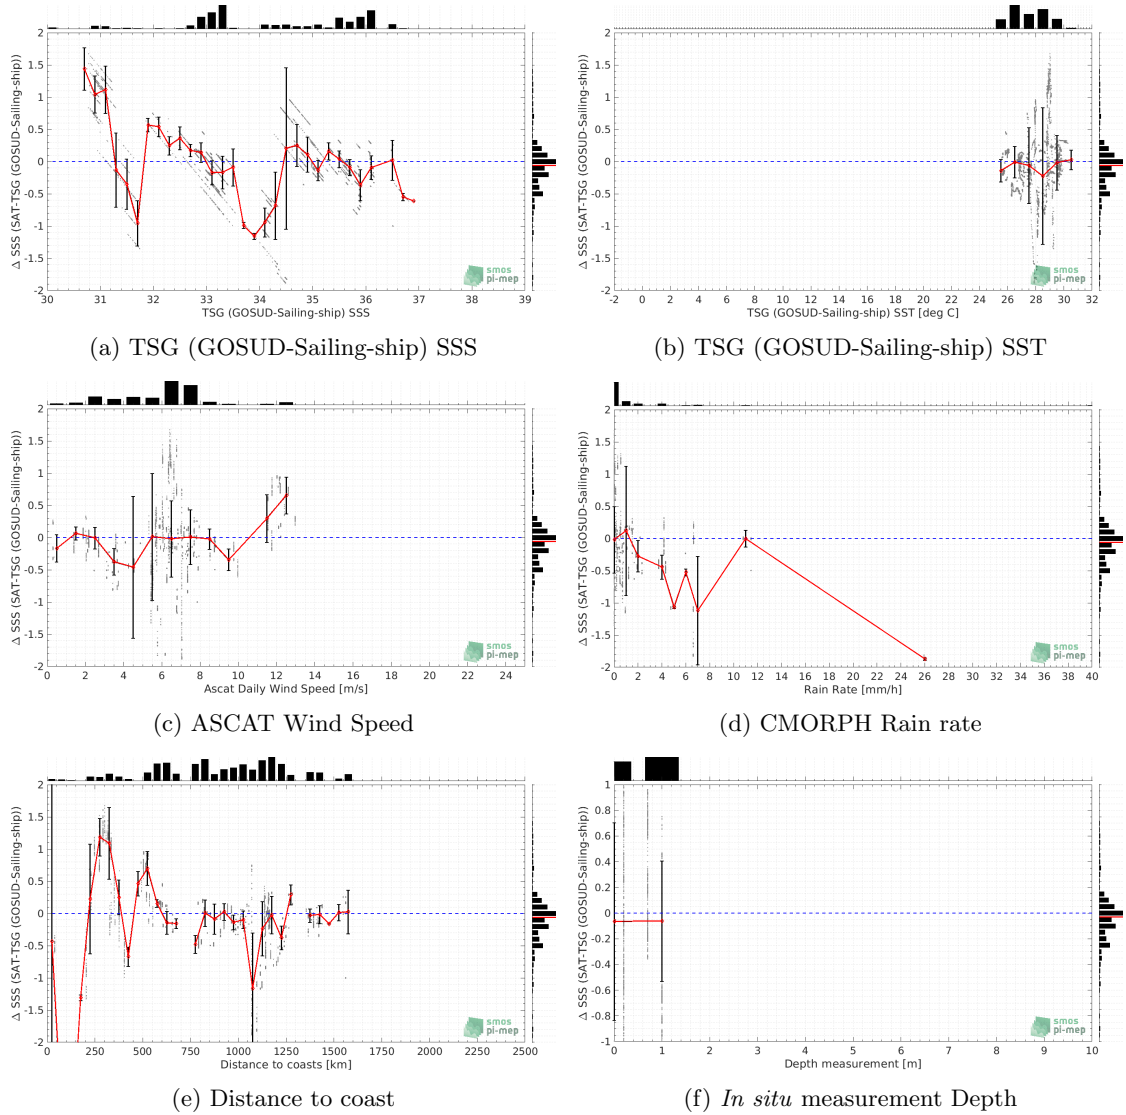 2
1.5
1
0.5
0
-0.5
-1
-1.5
-2
Δ SSS (SAT-TSG (GOSUD-Sailing-ship))
30 31 32 33 34 35 36 37 38 39
TSG (GOSUD-Sailing-ship) SSS
smos
pi-mep
(a) TSG (GOSUD-Sailing-ship) SSS
2
1.5
1
0.5
0
-0.5
-1
-1.5
-2
Δ SSS (SAT-TSG (GOSUD-Sailing-ship))
-2 0 2 4 6 8 10 12 14 16 18 20 22 24 26 28 30 32
TSG (GOSUD-Sailing-ship) SST [deg C]
smos
pi-mep
(b) TSG (GOSUD-Sailing-ship) SST
2
1.5
1
0.5
0
-0.5
-1
-1.5
-2
Δ SSS (SAT-TSG (GOSUD-Sailing-ship))
0 2 4 6 8 10 12 14 16 18 20 22 24
Ascat Daily Wind Speed [m/s]
smos
pi-mep
(c) ASCAT Wind Speed
2
1.5
1
0.5
0
-0.5
-1
-1.5
-2
Δ SSS (SAT-TSG (GOSUD-Sailing-ship))
0 2 4 6 8 10 12 14 16 18 20 22 24 26 28 30 32 34 36 38 40
Rain Rate [mm/h]
smos
pi-mep
(d) CMORPH Rain rate
2
1.5
1
0.5
0
-0.5
-1
-1.5
-2
Δ SSS (SAT-TSG (GOSUD-Sailing-ship))
0 250 500 750 1000 1250 1500 1750 2000 2250 2500
Distance to coasts [km]
smos
pi-mep
(e) Distance to coast
1
0.8
0.6
0.4
0.2
0
-0.2
-0.4
-0.6
-0.8
-1
Δ SSS (SAT-TSG (GOSUD-Sailing-ship))
0 1 2 3 4 5 6 7 8 9 10
Depth measurement [m]
smos
pi-mep
(f) In situ measurement Depth